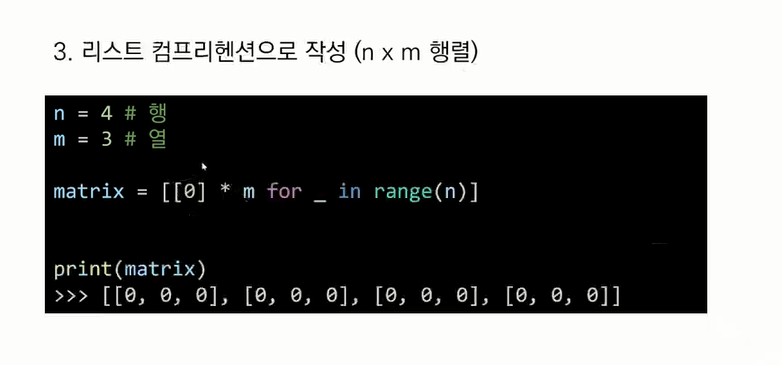 3. 리스트 컴프리헨션으로 작성 (n x m 행렬)
n = 4 # 행
m = 3 # 열
matrix = [[0] * m for _ in range(n)]
print(matrix)
>>> [[0, 0, 0], [0, 0, 0], [0, 0, 0], [0, 0, 0]]